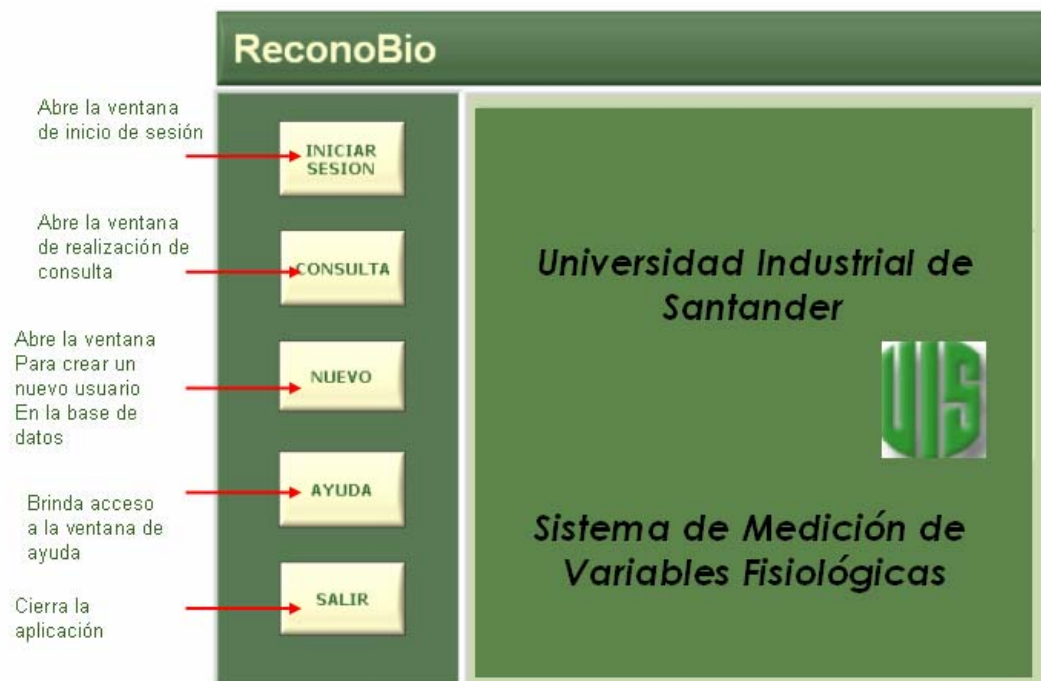 ReconoBio
Abre la ventana
de inicio de sesión
INICIAR
SESION
Abre la ventana
de realización de
consulta
CONSULTA
Abre la ventana
Para crear un
nuevo usuario
En la base de
datos
NUEVO
Brinda acceso
a la ventana de
ayuda
AYUDA
Cierra la
aplicación
SALIR
Universidad Industrial de
Santander
UIS
Sistema de Medición de
Variables Fisiológicas